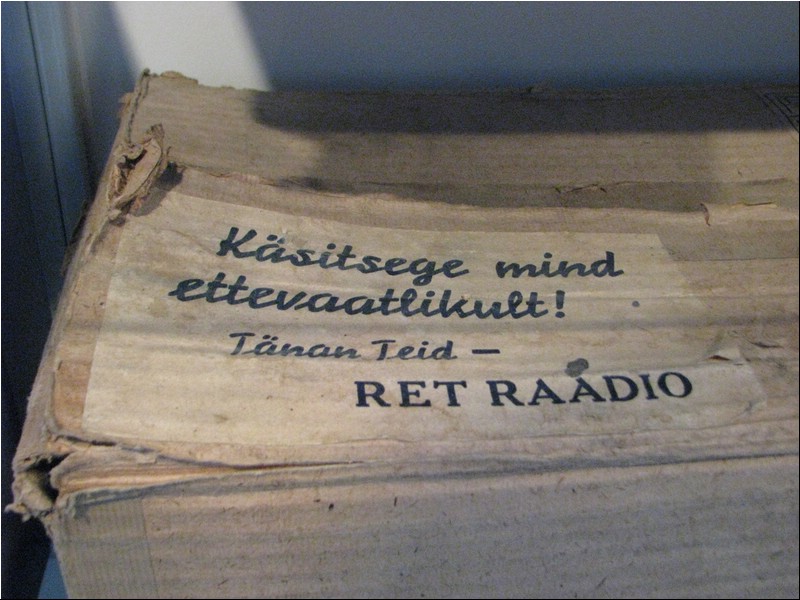 Käsitsege mind
ettevaatlikult!
Tänan Teid —
RET RAADIO